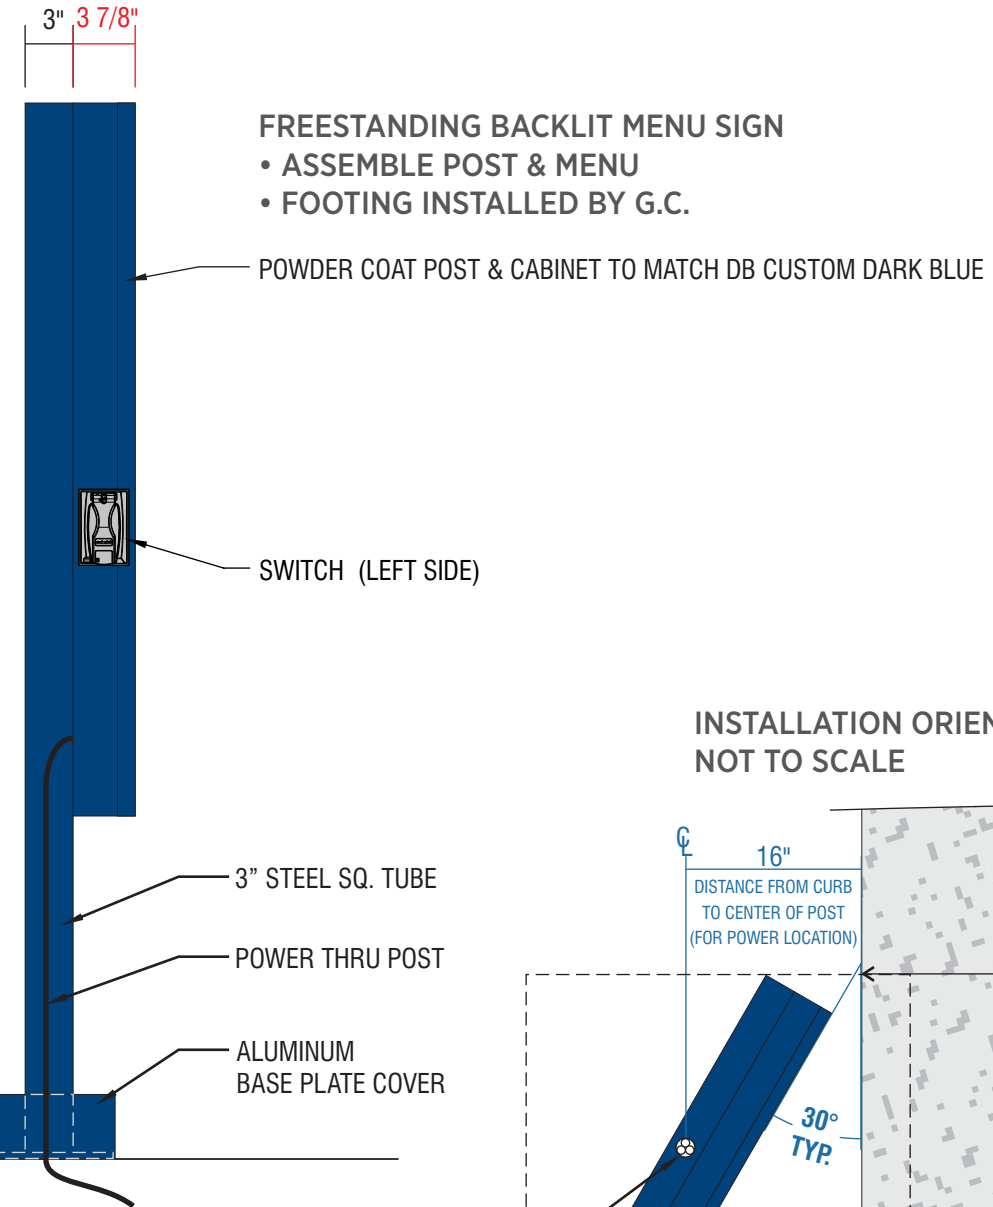 3" 3 7/8"
FREESTANDING BACKLIT MENU SIGN
• ASSEMBLE POST & MENU
• FOOTING INSTALLED BY G.C.
POWDER COAT POST & CABINET TO MATCH DB CUSTOM DARK BLUE
SWITCH (LEFT SIDE)
INSTALLATION ORIEN
NOT TO SCALE
℄
16"
DISTANCE FROM CURB
TO CENTER OF POST
(FOR POWER LOCATION)
3” STEEL SQ. TUBE
POWER THRU POST
ALUMINUM
BASE PLATE COVER
30°
TYP.